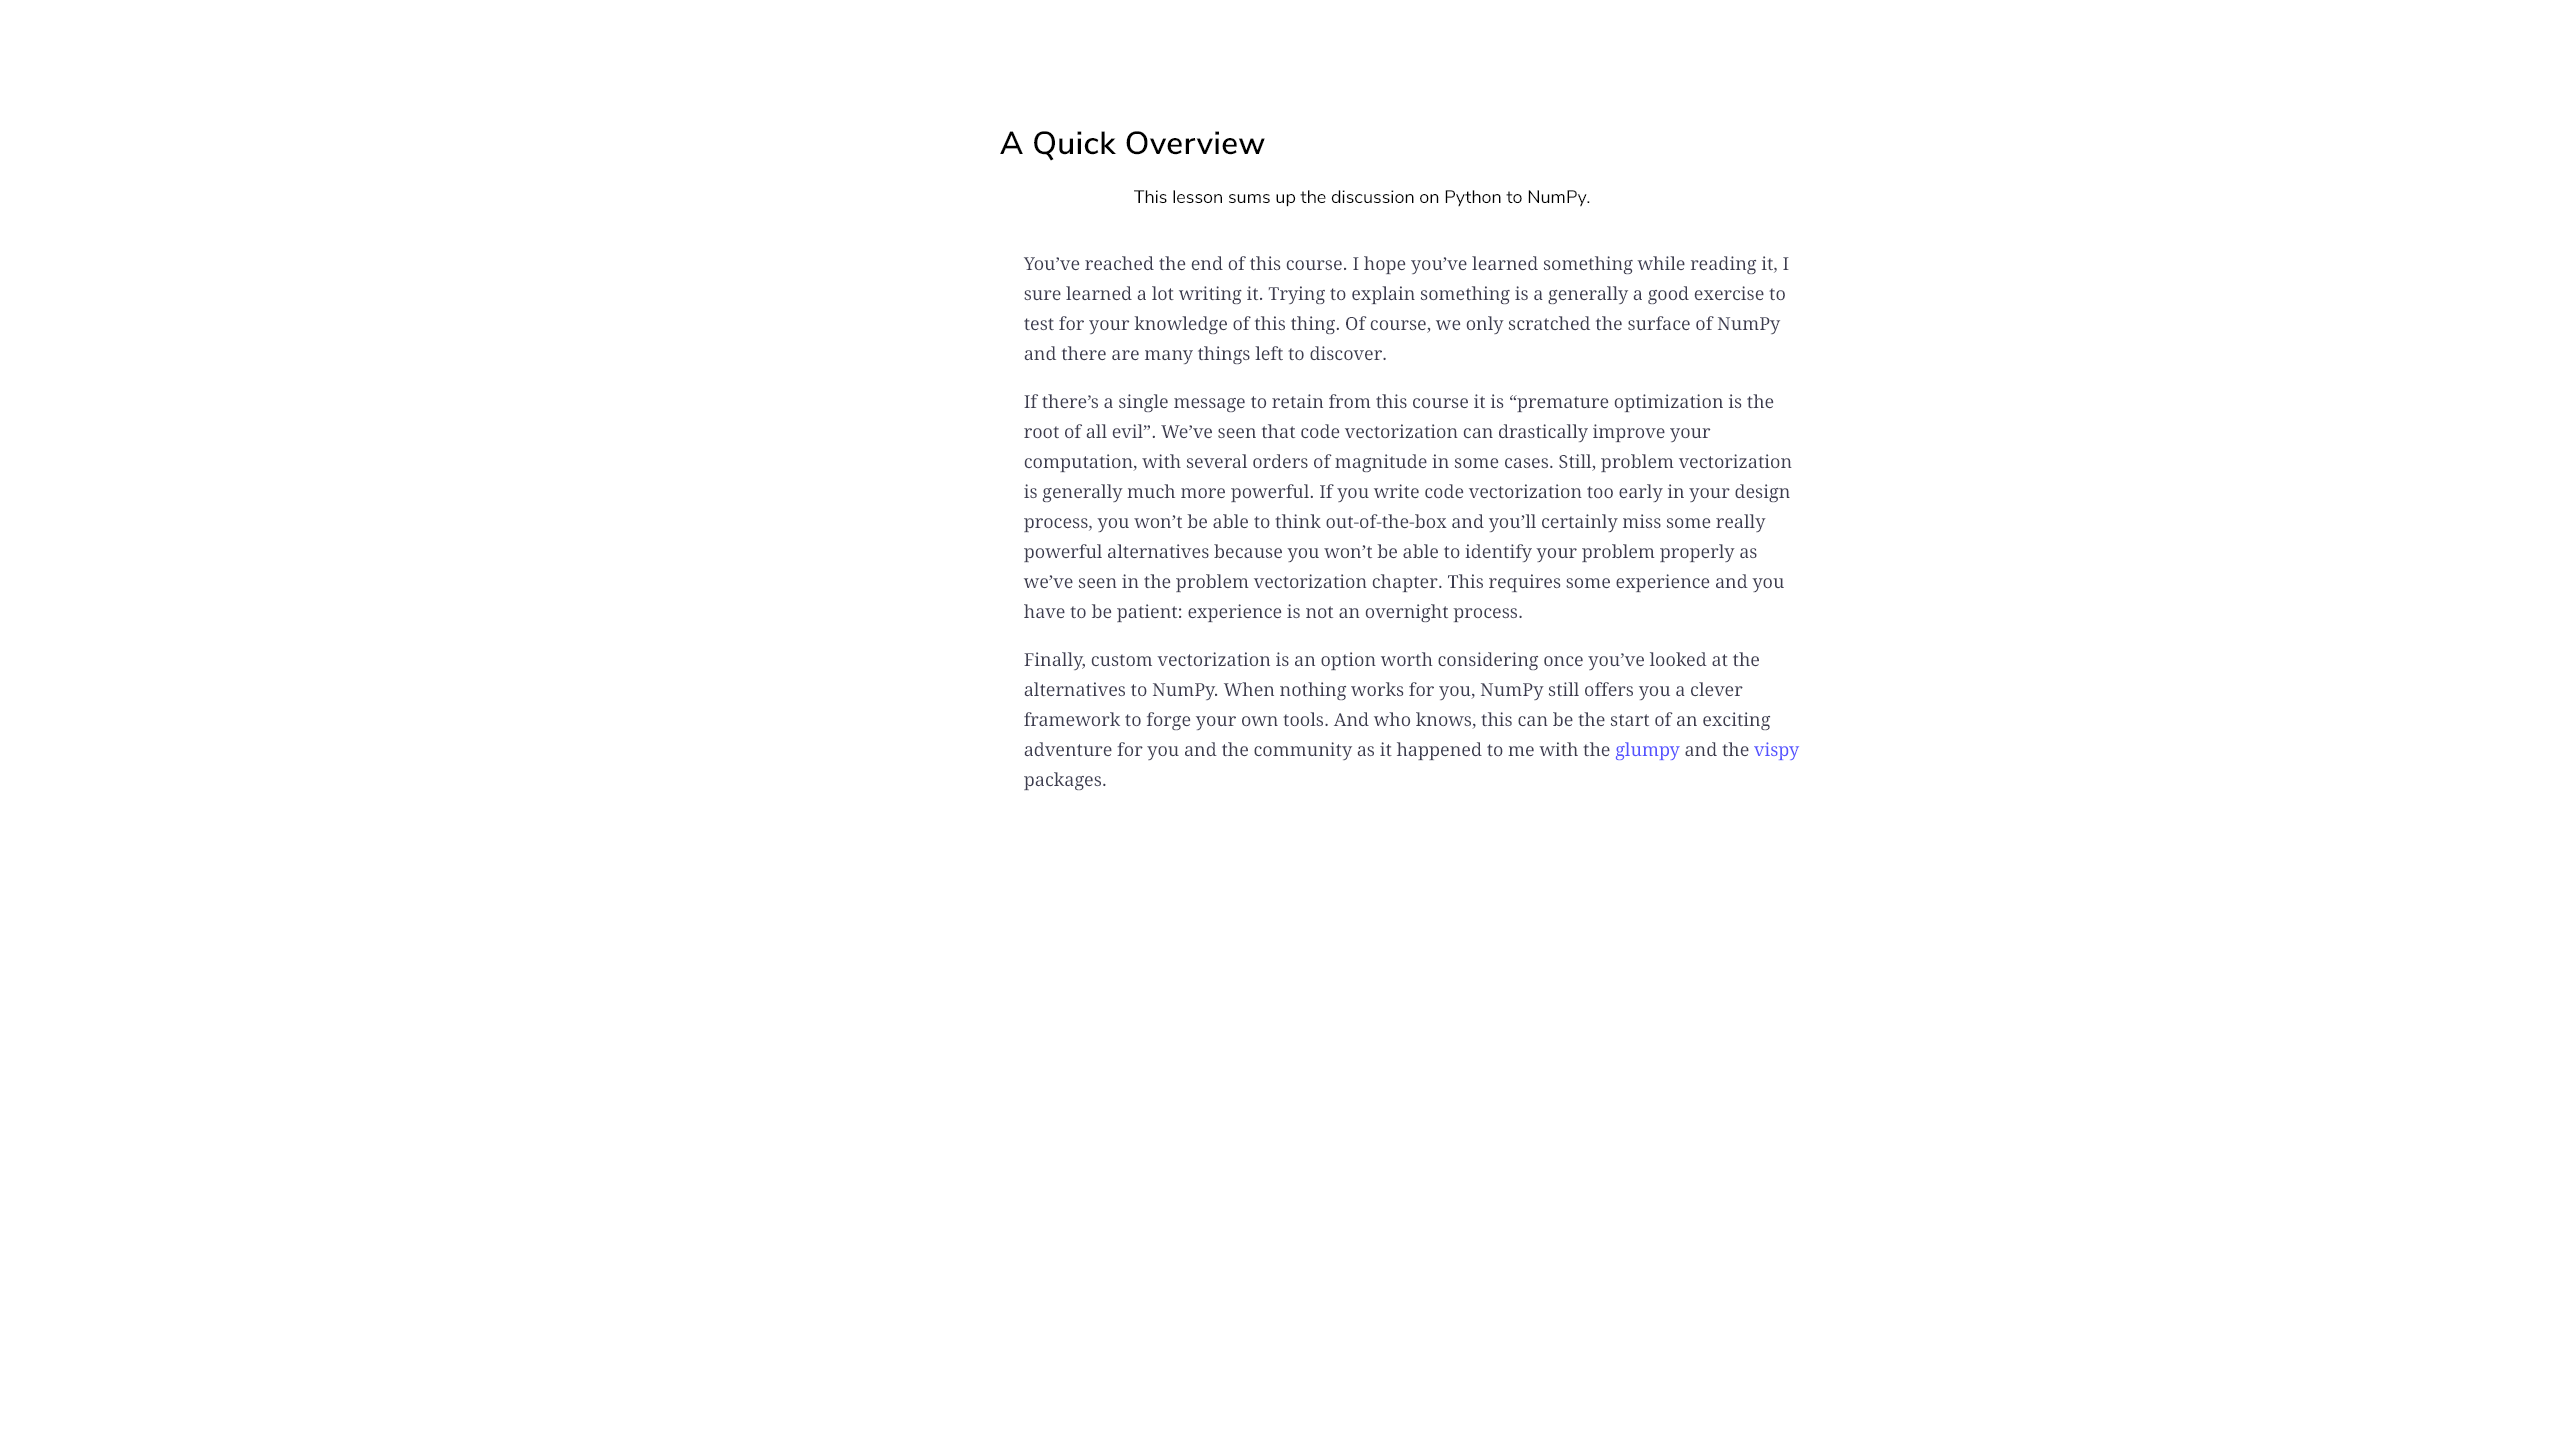 A Quick Overview
This lesson sums up the discussion on Python to NumPy.
You’ve reached the end of this course. I hope you’ve learned something while reading it, I
sure learned a lot writing it. Trying to explain something is a generally a good exercise to
test for your knowledge of this thing. Of course, we only scratched the surface of NumPy
and there are many things left to discover.
If there’s a single message to retain from this course it is “premature optimization is the
root of all evil”. We’ve seen that code vectorization can drastically improve your
computation, with several orders of magnitude in some cases. Still, problem vectorization
is generally much more powerful. If you write code vectorization too early in your design
process, you won’t be able to think out-of-the-box and you’ll certainly miss some really
powerful alternatives because you won’t be able to identify your problem properly as
we’ve seen in the problem vectorization chapter. This requires some experience and you
have to be patient: experience is not an overnight process.
Finally, custom vectorization is an option worth considering once you’ve looked at the
alternatives to NumPy. When nothing works for you, NumPy still offers you a clever
framework to forge your own tools. And who knows, this can be the start of an exciting
adventure for you and the community as it happened to me with the glumpy and the vispy
packages.